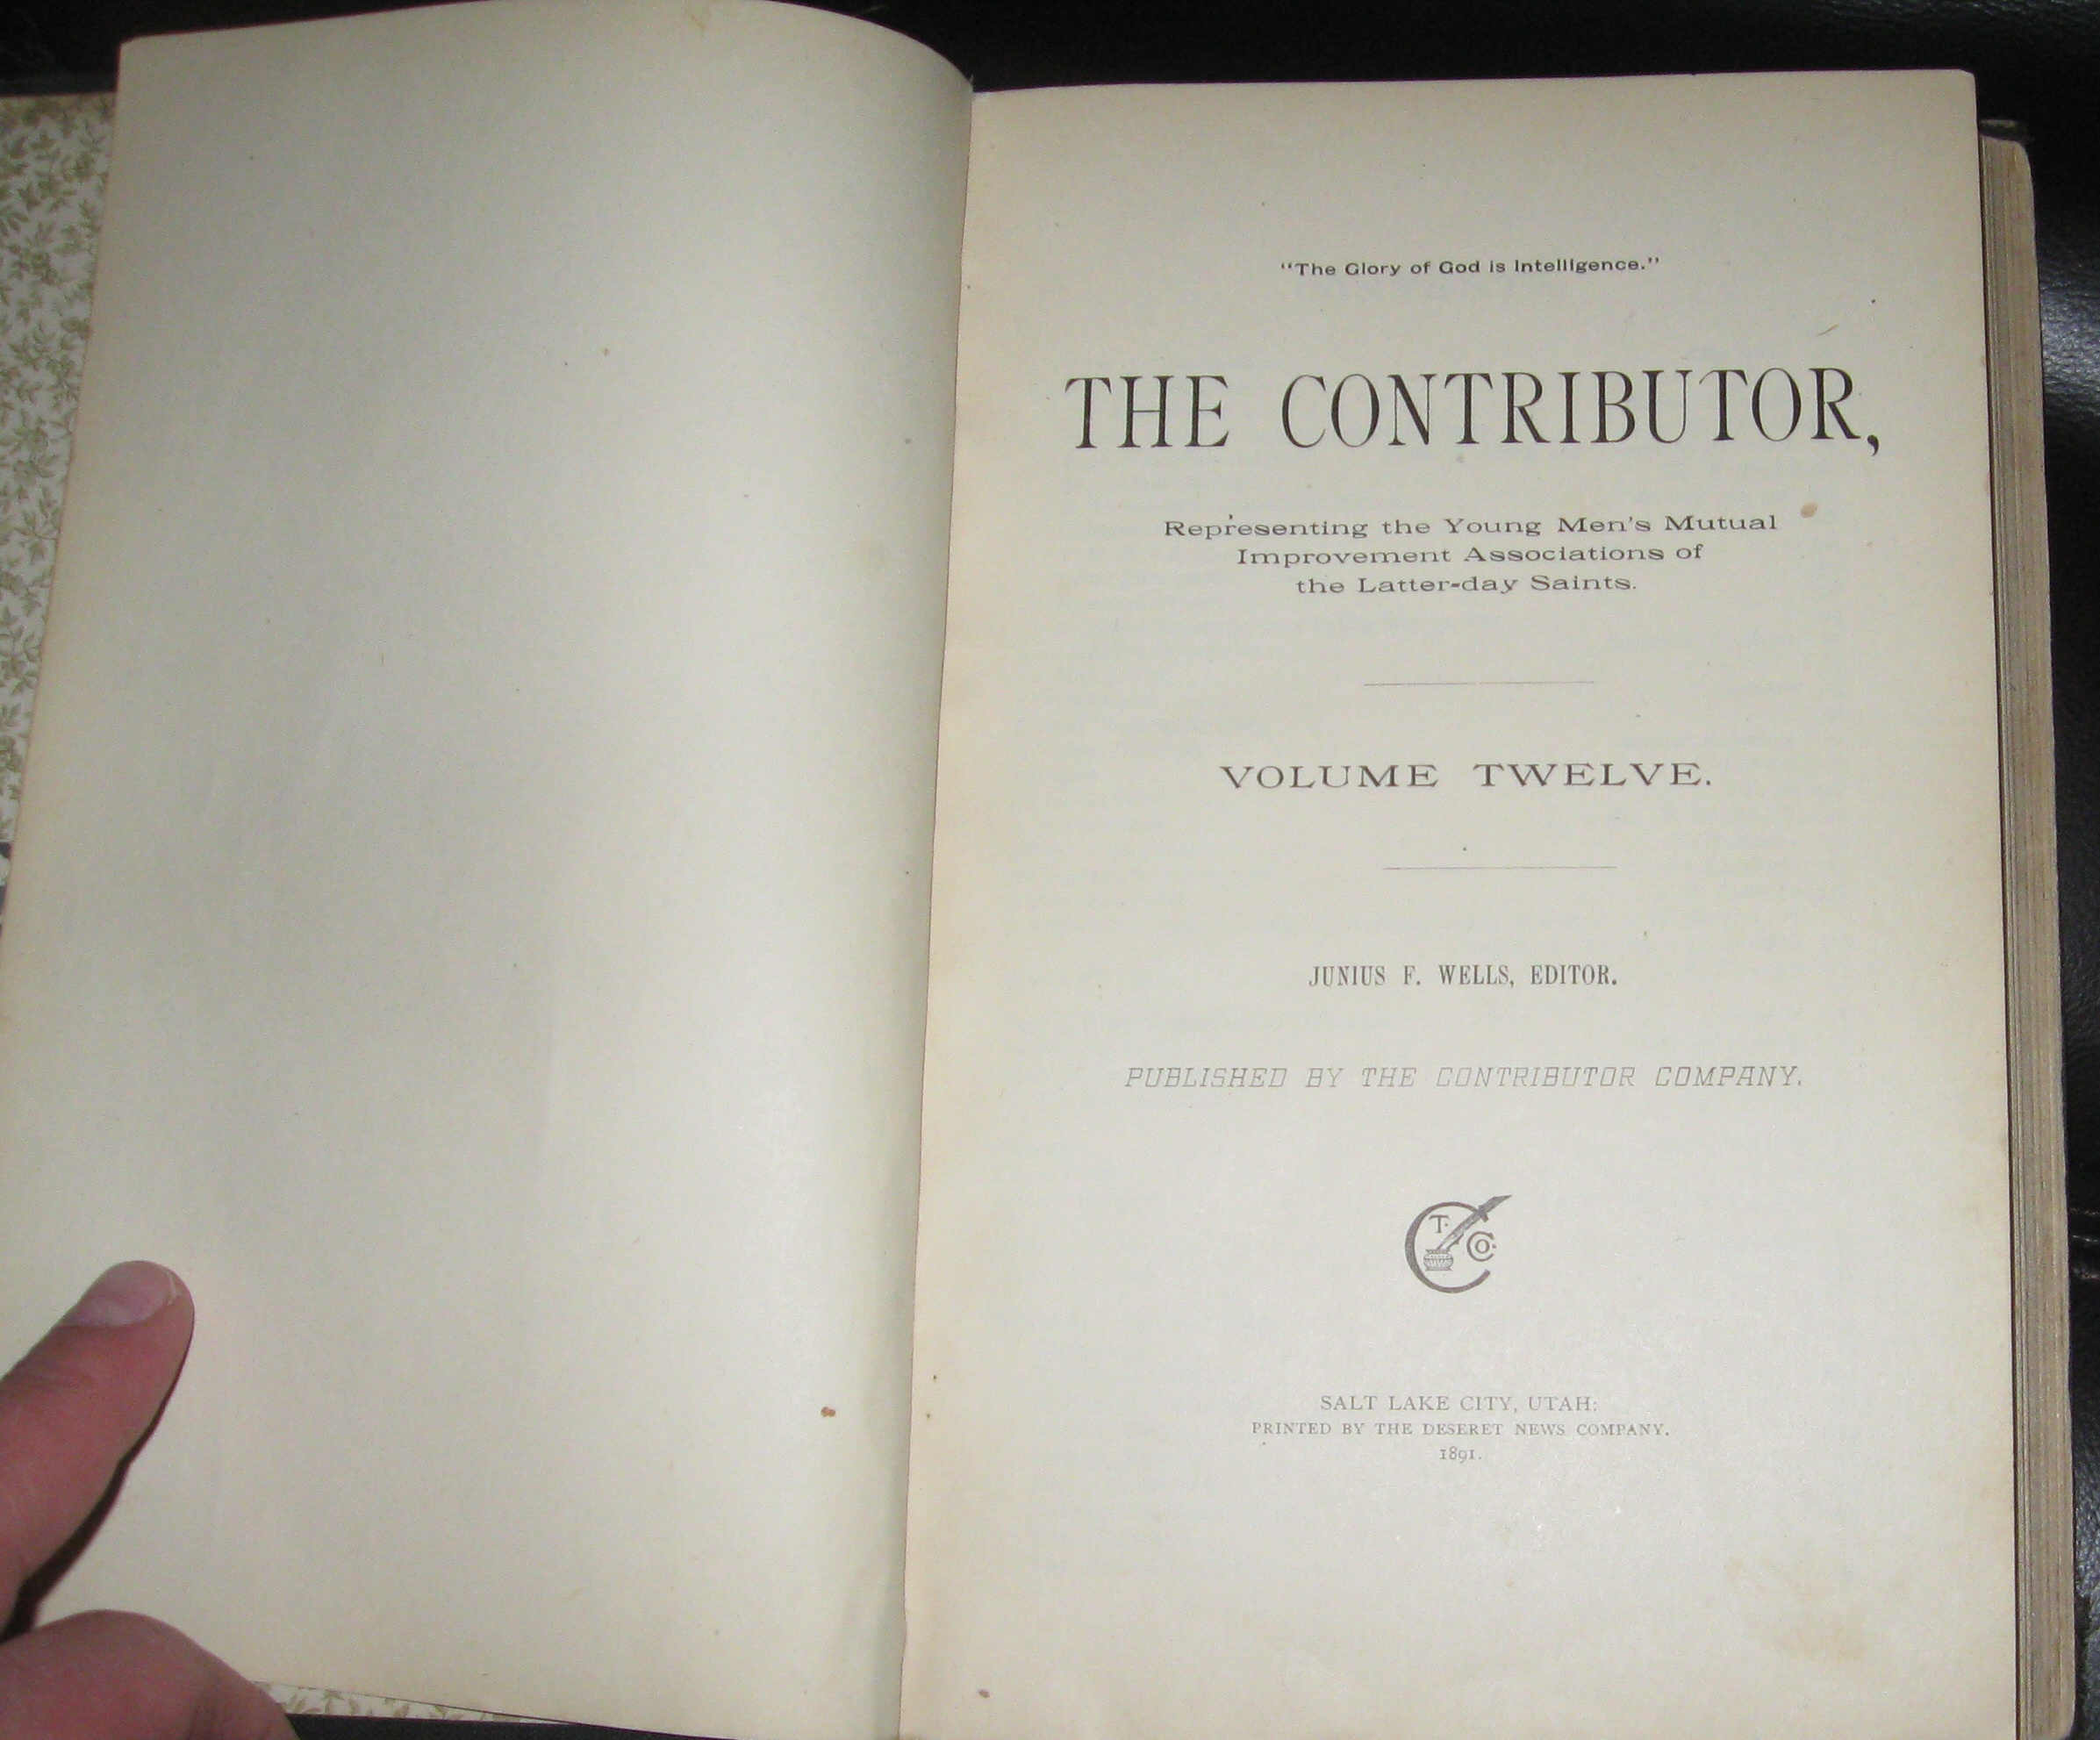 "The Glory of God is Intelligence."
THE CONTRIBUTOR,
Representing the Young Men's Mutual
Improvement Associations of
the Latter-day Saints.
VOLUME TWELVE.
JUNIUS F. WELLS, EDITOR.
PUBLISHED BY THE CONTRIBUTOR COMPANY.
T. C Co.
SALT LAKE CITY, UTAH:
PRINTED BY THE DESERET NEWS COMPANY.
1891.